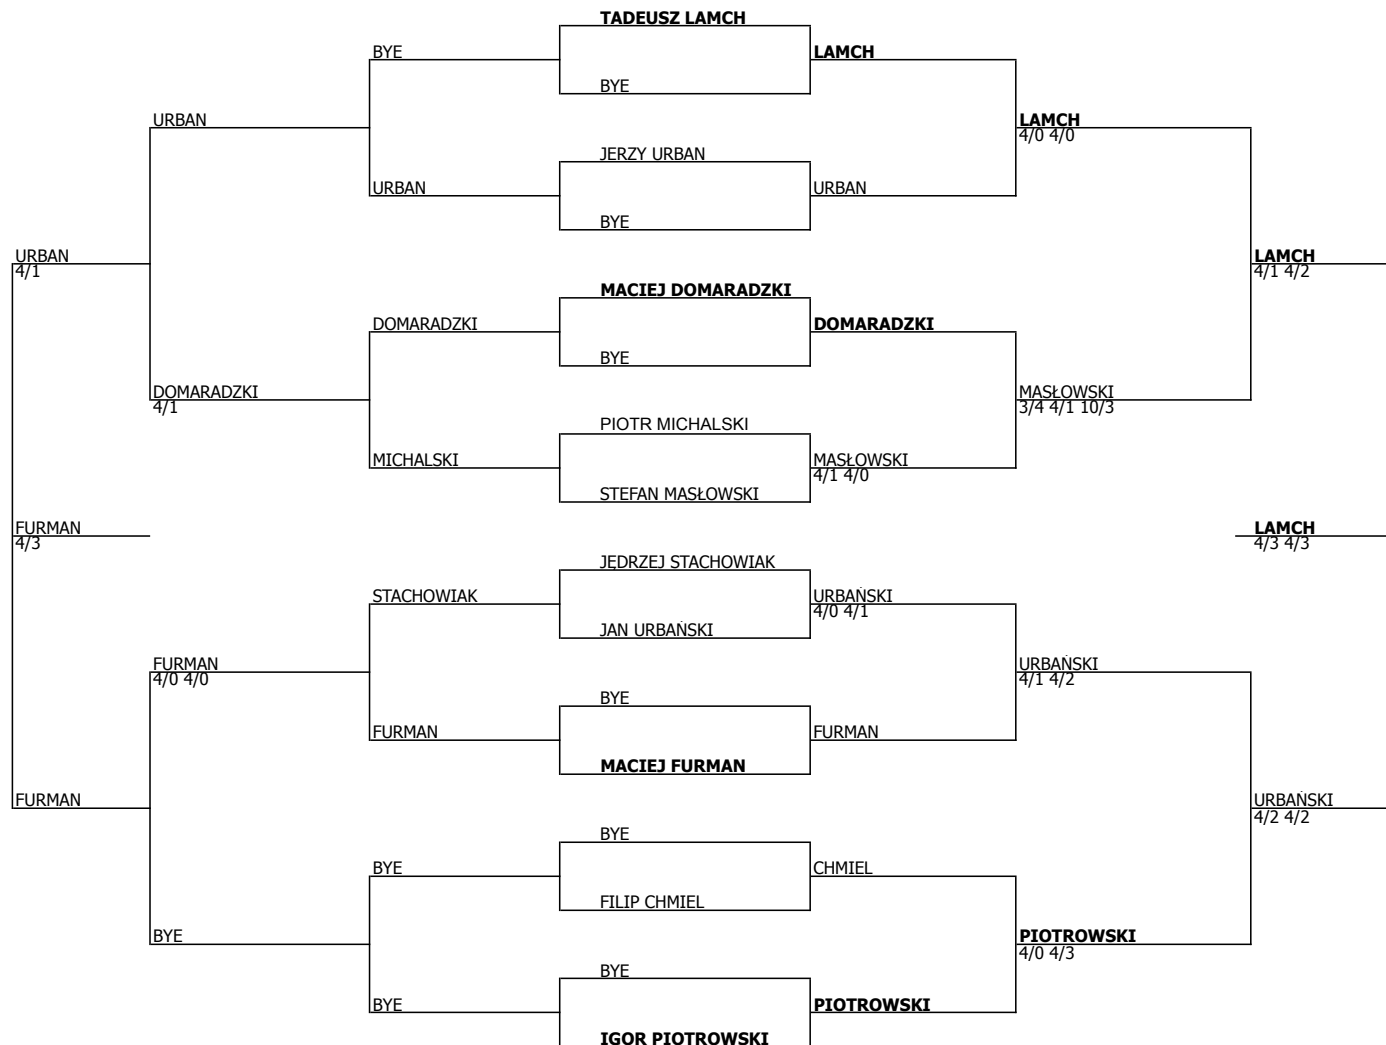 TADEUSZ LAMCH
BYE
LAMCH
BYE
URBAN
LAMCH
4/0 4/0
JERZY URBAN
URBAN
URBAN
BYE
URBAN
4/1
LAMCH
4/1 4/2
MACIEJ DOMARADZKI
DOMARADZKI
DOMARADZKI
BYE
DOMARADZKI
4/1
MASŁOWSKI
3/4 4/1 10/3
PIOTR MICHALSKI
MICHALSKI
MASŁOWSKI
4/1 4/0
STEFAN MASŁOWSKI
FURMAN
4/3
LAMCH
4/3 4/3
JĘDRZEJ STACHOWIAK
STACHOWIAK
URBAŃSKI
4/0 4/1
JAN URBAŃSKI
FURMAN
4/0 4/0
URBAŃSKI
4/1 4/2
BYE
FURMAN
FURMAN
MACIEJ FURMAN
FURMAN
URBAŃSKI
4/2 4/2
BYE
BYE
CHMIEL
FILIP CHMIEL
BYE
PIOTROWSKI
4/0 4/3
BYE
BYE
PIOTROWSKI
IGOR PIOTROWSKI